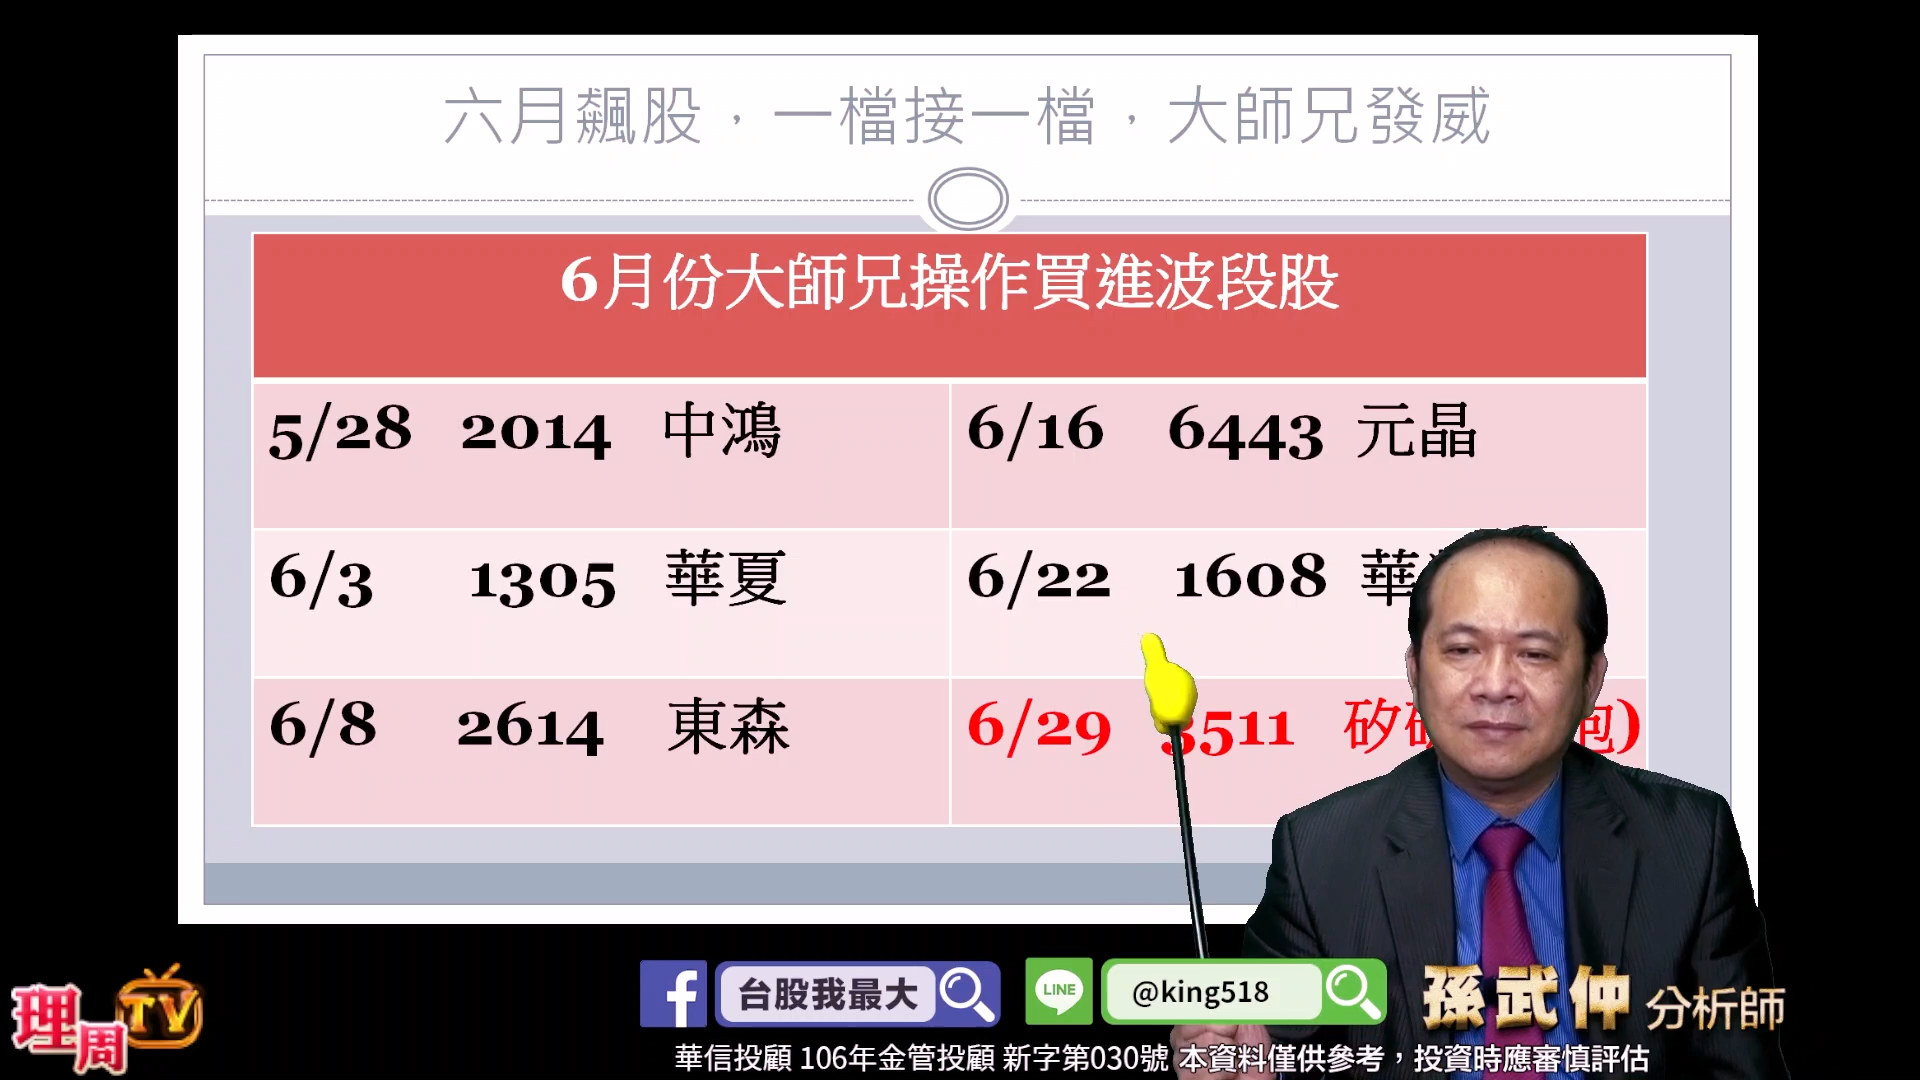 六月飆股，一檔接一檔，大師兄發威
6月份大師兄操作買進波段股
5/28 2014 中鴻
6/16 6443 元晶
6/3 1305 華夏
6/22 1608 華
6/8 2614 東森
6/29 3511 矽
)
理周TV
台股我最大
LINE
@king518
孫武仲 分析師
華信投顧 106年金管投顧 新字第030號 本資料僅供參考，投資時應審慎評估